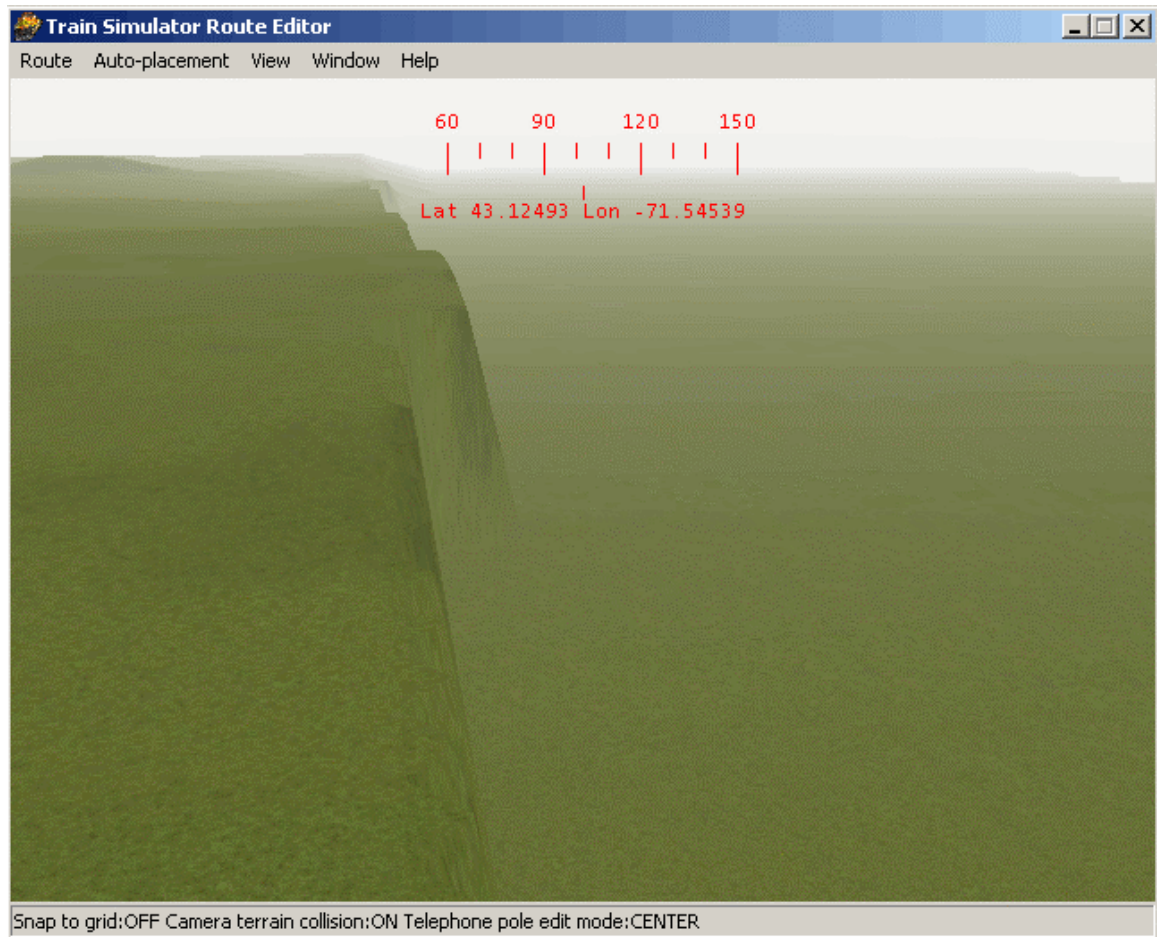 Train Simulator Route Editor
Route Auto-placement View Window Help
60 90 120 150
Lat 43.12493 Lon -71.54539
Snap to grid:OFF Camera terrain collision:ON Telephone pole edit mode:CENTER